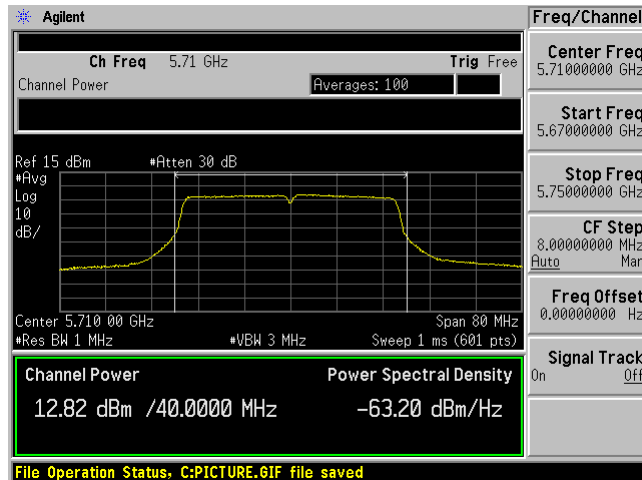 Agilent
Freq/Channel
Ch Freq 5.71 GHz Trig Free
Channel Power Averages: 100
Center Freq
5.71000000 GHz
Start Freq
5.67000000 GHz
Stop Freq
5.75000000 GHz
CF Step
8.00000000 MHz
Auto Man
Freq Offset
0.00000000 Hz
Signal Track
On Off
Ref 15 dBm #Atten 30 dB
#Avg
Log
10
dB/
Center 5.710 00 GHz Span 80 MHz
#Res BW 1 MHz #VBW 3 MHz Sweep 1 ms (601 pts)
Channel Power Power Spectral Density
12.82 dBm /40.0000 MHz -63.20 dBm/Hz
File Operation Status, C:PICTURE.GIF file saved